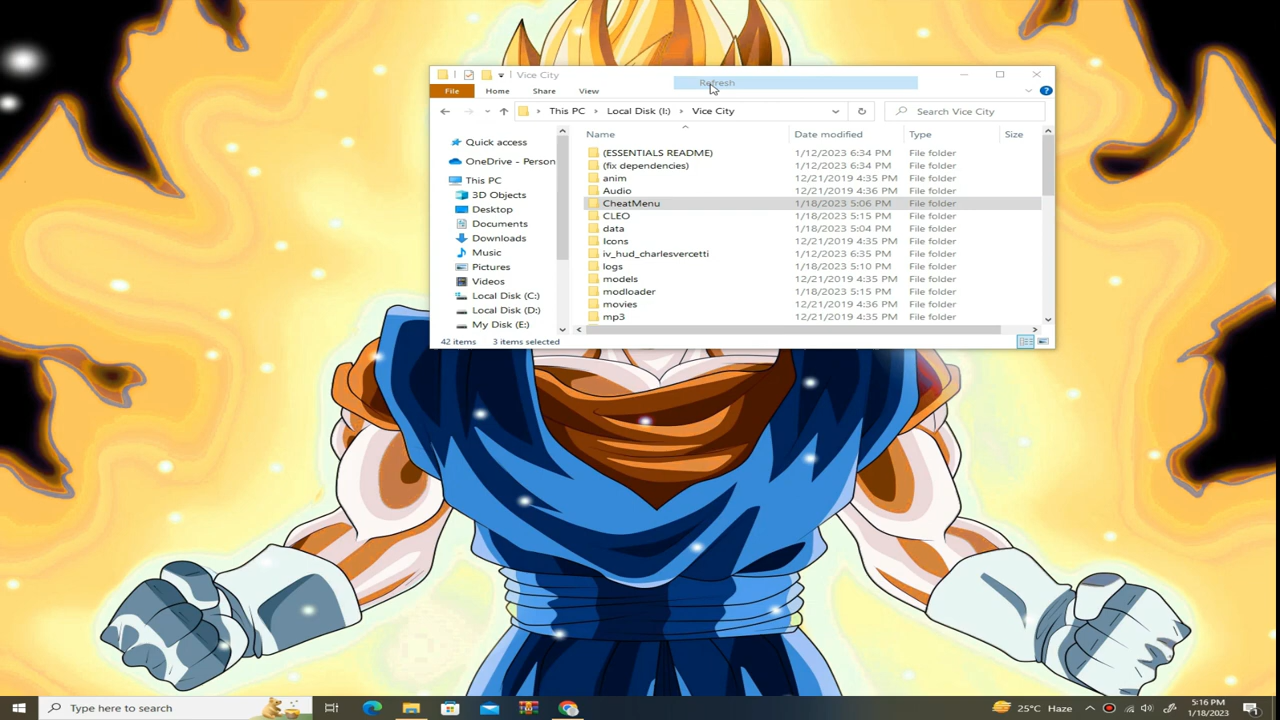 Vice City
Refresh
File Home Share View
This PC Local Disk (I:) Vice City
Search Vice City
Name Date modified Type Size
Quick access
OneDrive - Person
This PC
3D Objects
Desktop
Documents
Downloads
Music
Pictures
Videos
Local Disk (C:)
Local Disk (D:)
My Disk (E:)
(ESSENTIALS README) 1/12/2023 6:34 PM File folder
(fix dependencies) 1/12/2023 6:34 PM File folder
anim 12/21/2019 4:35 PM File folder
Audio 12/21/2019 4:36 PM File folder
CheatMenu 1/18/2023 5:06 PM File folder
CLEO 1/18/2023 5:15 PM File folder
data 1/18/2023 5:04 PM File folder
Icons 12/21/2019 4:35 PM File folder
iv_hud_charlesvercetti 1/12/2023 6:35 PM File folder
logs 1/18/2023 5:10 PM File folder
models 12/21/2019 4:35 PM File folder
modloader 1/18/2023 5:15 PM File folder
movies 12/21/2019 4:36 PM File folder
mp3 12/21/2019 4:35 PM File folder
42 items 3 items selected
Type here to search
25°C Haze
5:16 PM
1/18/2023